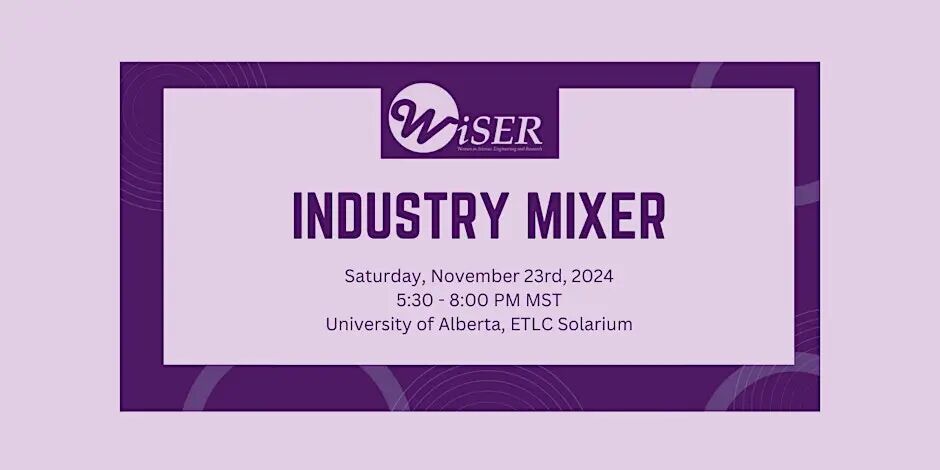 WiSER
Women in Science, Engineering and Research
INDUSTRY MIXER
Saturday, November 23rd, 2024
5:30 - 8:00 PM MST
University of Alberta, ETLC Solarium